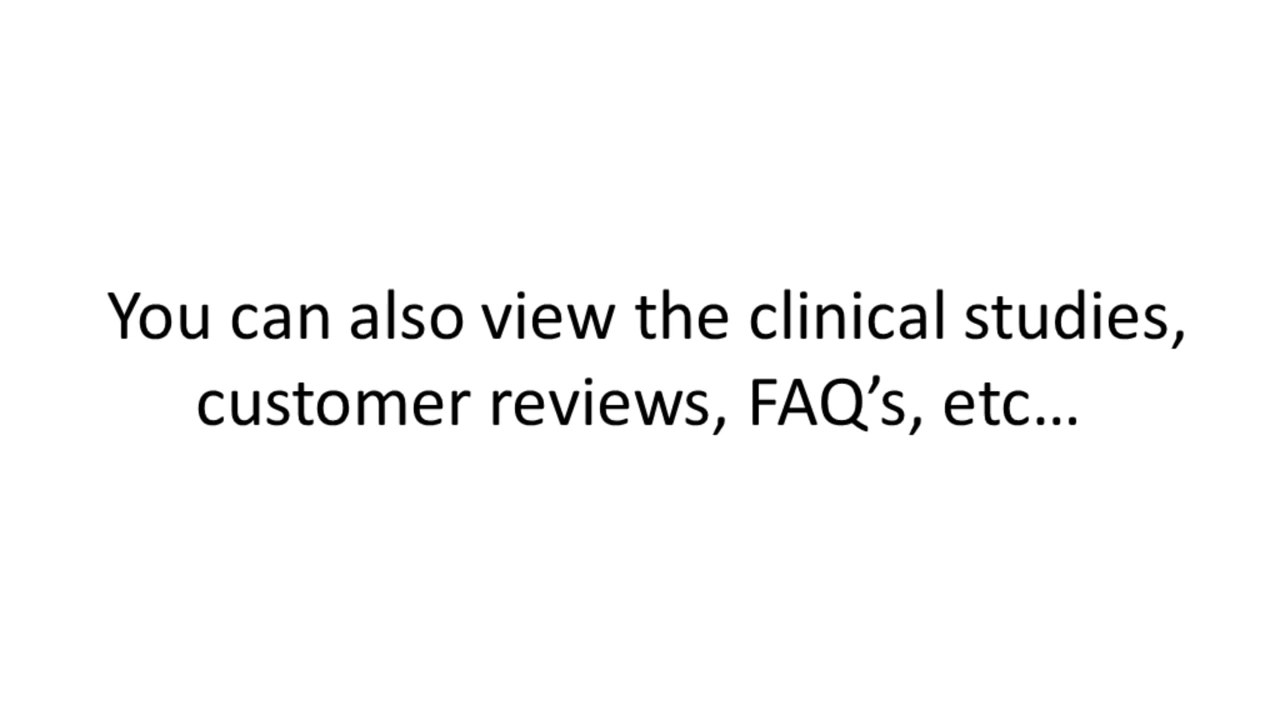 You can also view the clinical studies,
customer reviews, FAQ’s, etc…